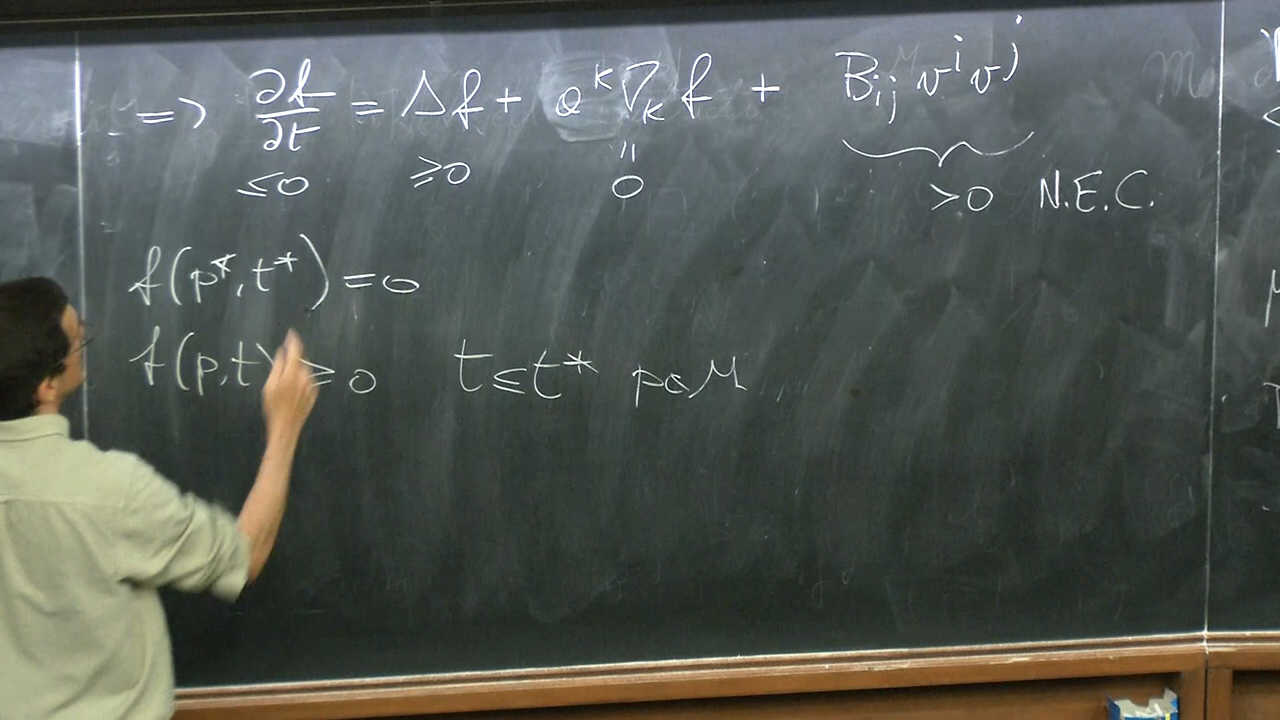 => ∂f/∂t = Δf + a^k ∇_k f + B_ij v^i v^j
≤0 ≥0 = 0 >0 N.E.C.
f(p*,t*) = 0
f(p,t) ≥ 0 t ≤ t* p∈M